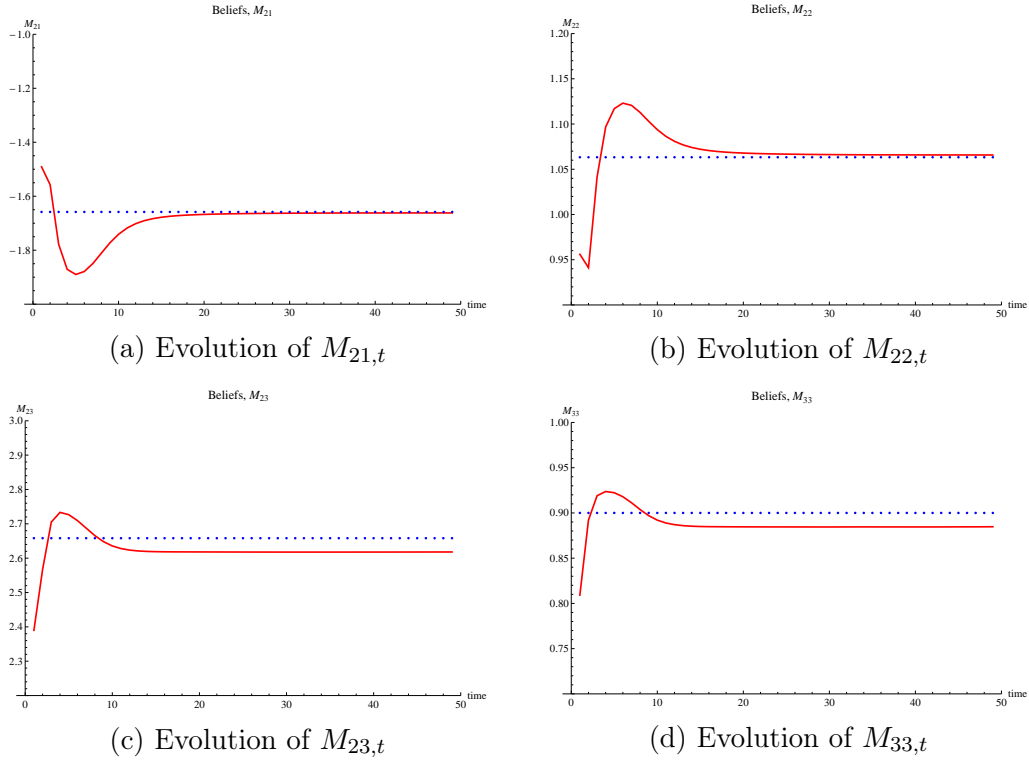 Beliefs, M21
M21
−1.0
−1.2
−1.4
−1.6
−1.8
0 10 20 30 40 50
time
(a) Evolution of M21,t
Beliefs, M22
M22
1.20
1.15
1.10
1.05
1.00
0.95
0 10 20 30 40 50
time
(b) Evolution of M22,t
Beliefs, M23
M23
3.0
2.9
2.8
2.7
2.6
2.5
2.4
2.3
0 10 20 30 40 50
time
(c) Evolution of M23,t
Beliefs, M33
M33
1.00
0.95
0.90
0.85
0.80
0.75
0 10 20 30 40 50
time
(d) Evolution of M33,t